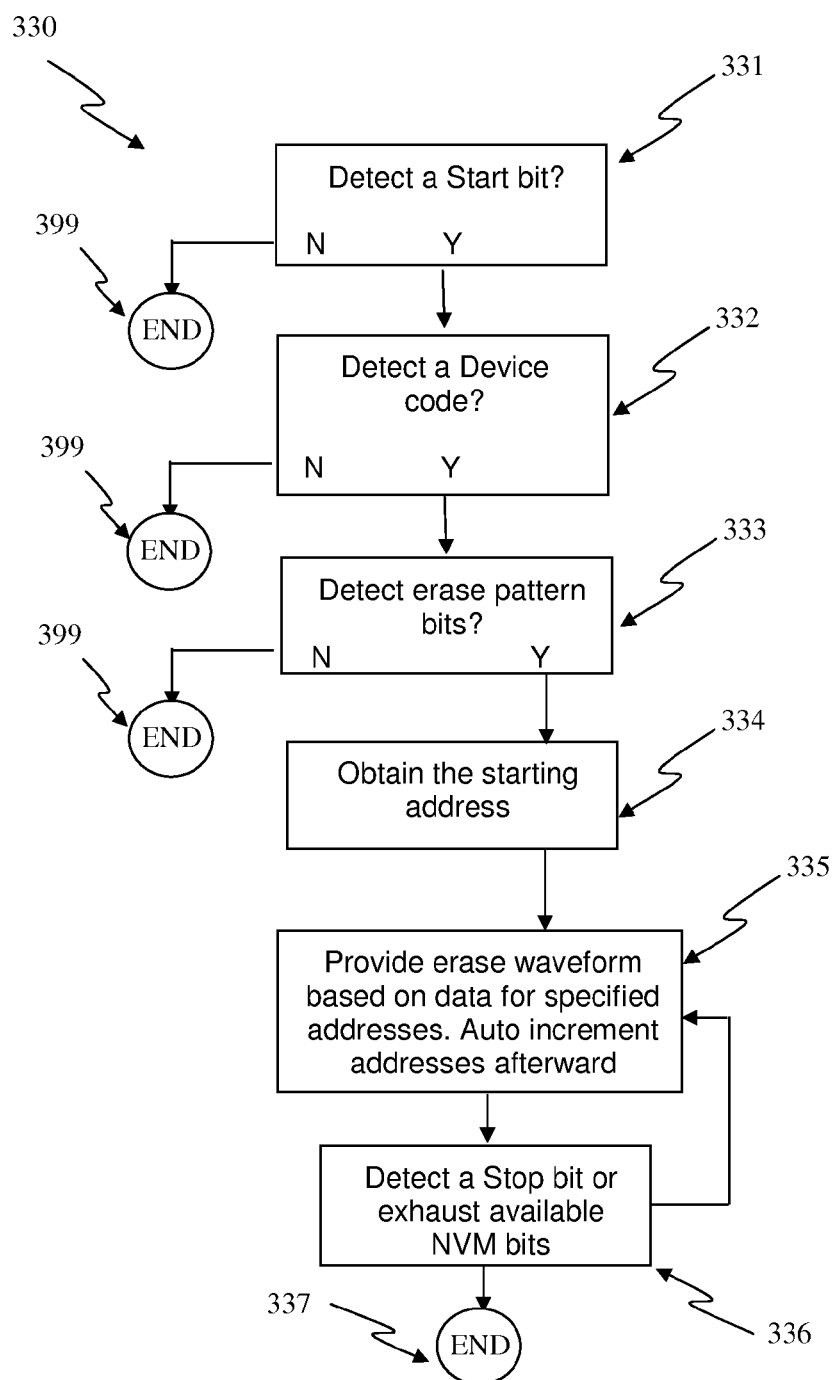 330
331
Detect a Start bit?
N Y
399
END
332
Detect a Device
code?
N Y
399
END
333
Detect erase pattern
bits?
N Y
399
END
334
Obtain the starting
address
335
Provide erase waveform
based on data for specified
addresses. Auto increment
addresses afterward
Detect a Stop bit or
exhaust available
NVM bits
337
END
336